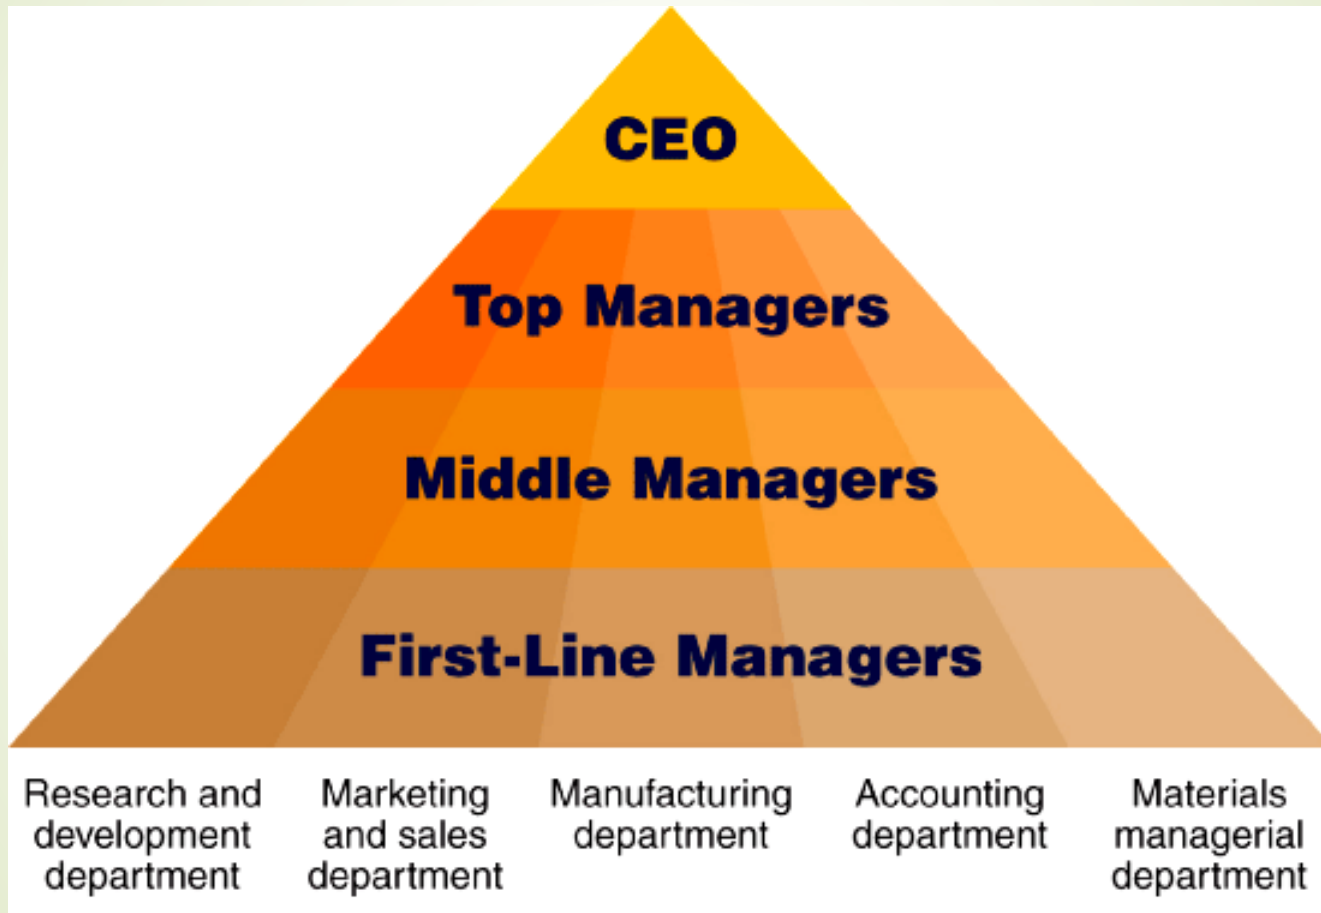 CEO
Top Managers
Middle Managers
First-Line Managers
Research and
development
department
Marketing
and sales
department
Manufacturing
department
Accounting
department
Materials
managerial
department